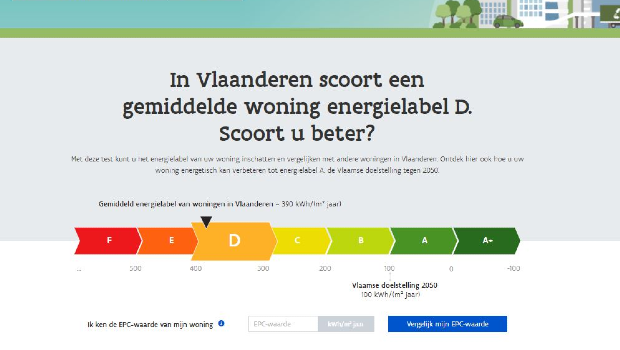 In Vlaanderen scoort een
gemiddelde woning energielabel D.
Scoort u beter?
Met deze test kunt u het energielabel van uw woning inschatten en vergelijken met andere woningen in Vlaanderen. Ontdek hier ook hoe u uw
woning energetisch kan verbeteren tot energielabel A, de Vlaamse doelstelling tegen 2050.
Gemiddeld energielabel van woningen in Vlaanderen – 390 kWh/(m² jaar)
F E D C B A A+
... 500 400 300 200 100 0 -100
Vlaamse doelstelling 2050
100 kWh/(m² jaar)
Ik ken de EPC-waarde van mijn woning i EPC-waarde kWh/m² jaar Vergelijk mijn EPC-waarde